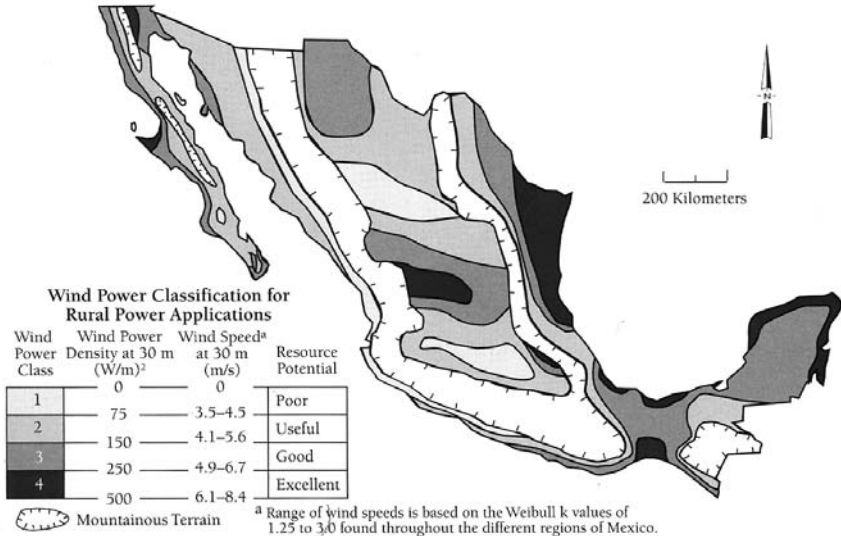 N
200 Kilometers
Wind Power Classification for
Rural Power Applications
Wind Power Class
Wind Power Density at 30 m (W/m)2
Wind Speeda at 30 m (m/s)
Resource Potential
0 0
1 Poor
75 3.5–4.5
2 Useful
150 4.1–5.6
3 Good
250 4.9–6.7
4 Excellent
500 6.1–8.4
Mountainous Terrain
a Range of wind speeds is based on the Weibull k values of
1.25 to 3.0 found throughout the different regions of Mexico.